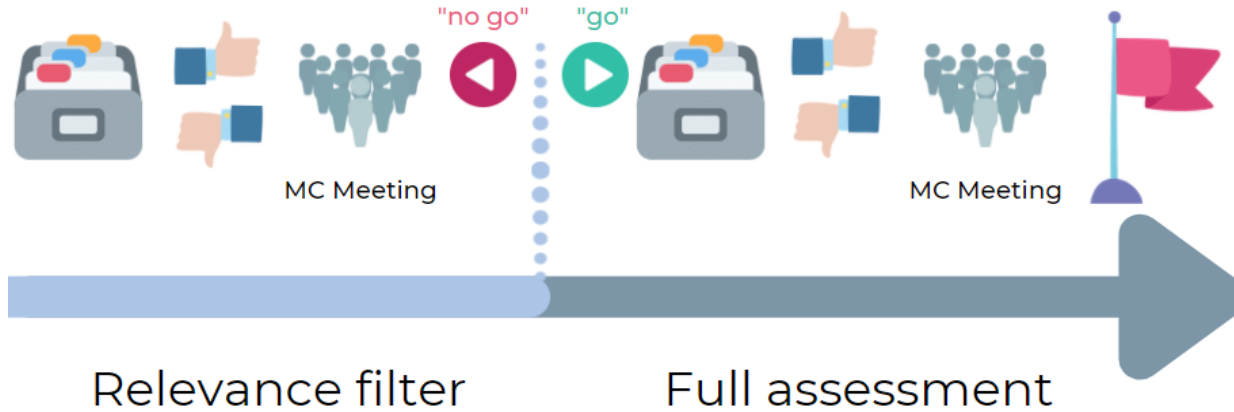 "no go"
"go"
MC Meeting
MC Meeting
Relevance filter
Full assessment